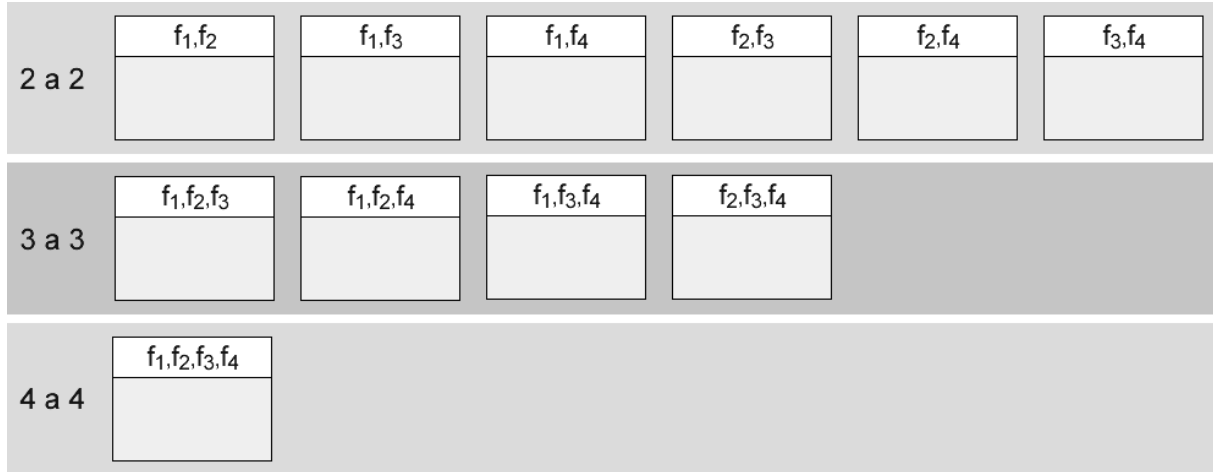 2 a 2
f₁,f₂
f₁,f₃
f₁,f₄
f₂,f₃
f₂,f₄
f₃,f₄
3 a 3
f₁,f₂,f₃
f₁,f₂,f₄
f₁,f₃,f₄
f₂,f₃,f₄
4 a 4
f₁,f₂,f₃,f₄